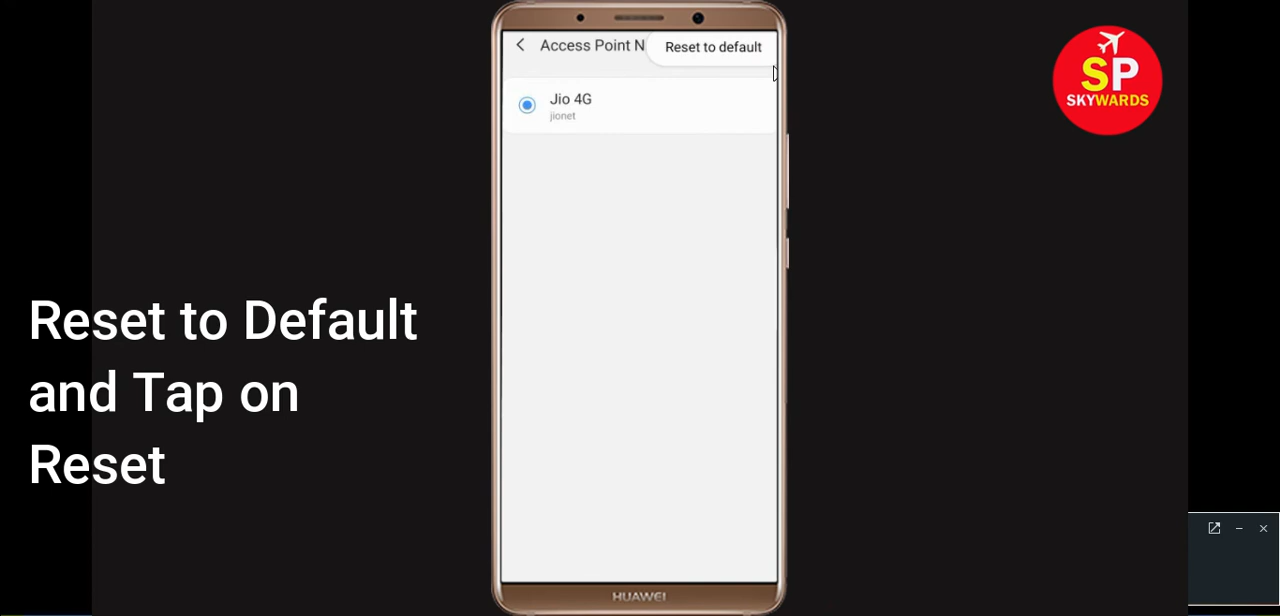 Access Point N
Reset to default
Jio 4G
jionet
SP
SKYWARDS
Reset to Default
and Tap on
Reset
HUAWEI